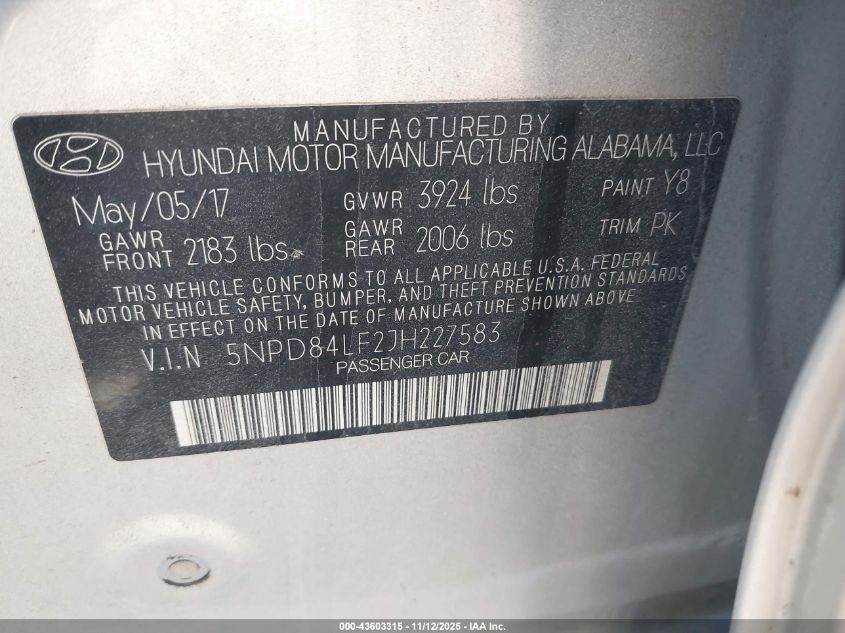 MANUFACTURED BY
HYUNDAI MOTOR MANUFACTURING ALABAMA, LLC
May/05/17 GVWR 3924 lbs PAINT Y8
GAWR FRONT 2183 lbs GAWR REAR 2006 lbs TRIM PK
THIS VEHICLE CONFORMS TO ALL APPLICABLE U.S.A. FEDERAL
MOTOR VEHICLE SAFETY, BUMPER, AND THEFT PREVENTION STANDARDS
IN EFFECT ON THE DATE OF MANUFACTURE SHOWN ABOVE
V.I.N 5NPD84LF2JH227583
PASSENGER CAR
000-43603315 - 11/12/2025 - IAA Inc.